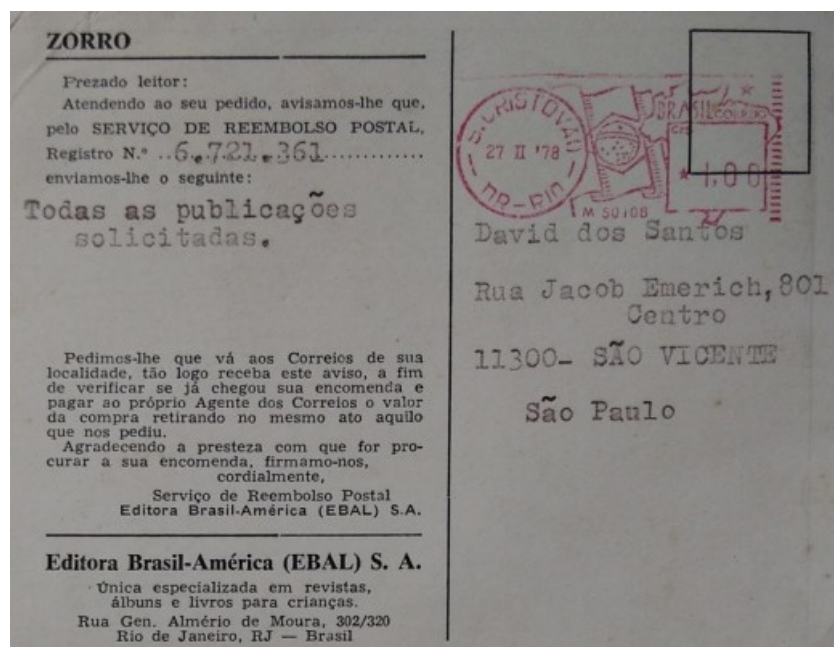 ZORRO
Prezado leitor:
Atendendo ao seu pedido, avisamos-lhe que,
pelo SERVIÇO DE REEMBOLSO POSTAL,
Registro N.º ..6.721.361.............
enviamos-lhe o seguinte:
Todas as publicações
solicitadas.
Pedimos-lhe que vá aos Correios de sua
localidade, tão logo receba este aviso, a fim
de verificar se já chegou sua encomenda e
pagar ao próprio Agente dos Correios o valor
da compra retirando no mesmo ato aquilo
que nos pediu.
Agradecendo a presteza com que for pro-
curar a sua encomenda, firmamo-nos,
cordialmente,
Serviço de Reembolso Postal
Editora Brasil-América (EBAL) S.A.
Editora Brasil-América (EBAL) S. A.
Única especializada em revistas,
álbuns e livros para crianças.
Rua Gen. Almério de Moura, 302/320
Rio de Janeiro, RJ — Brasil
S. CRISTOVÃO
27 II '78
DR-RIO
BRASIL CORREIO
*1,00
M 50108
David dos Santos
Rua Jacob Emerich,801
Centro
11300- SÃO VICENTE
São Paulo